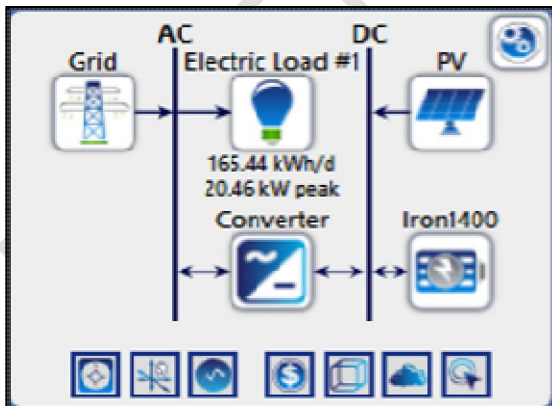 AC DC
Grid Electric Load #1 PV
165.44 kWh/d
20.46 kW peak
Converter Iron1400